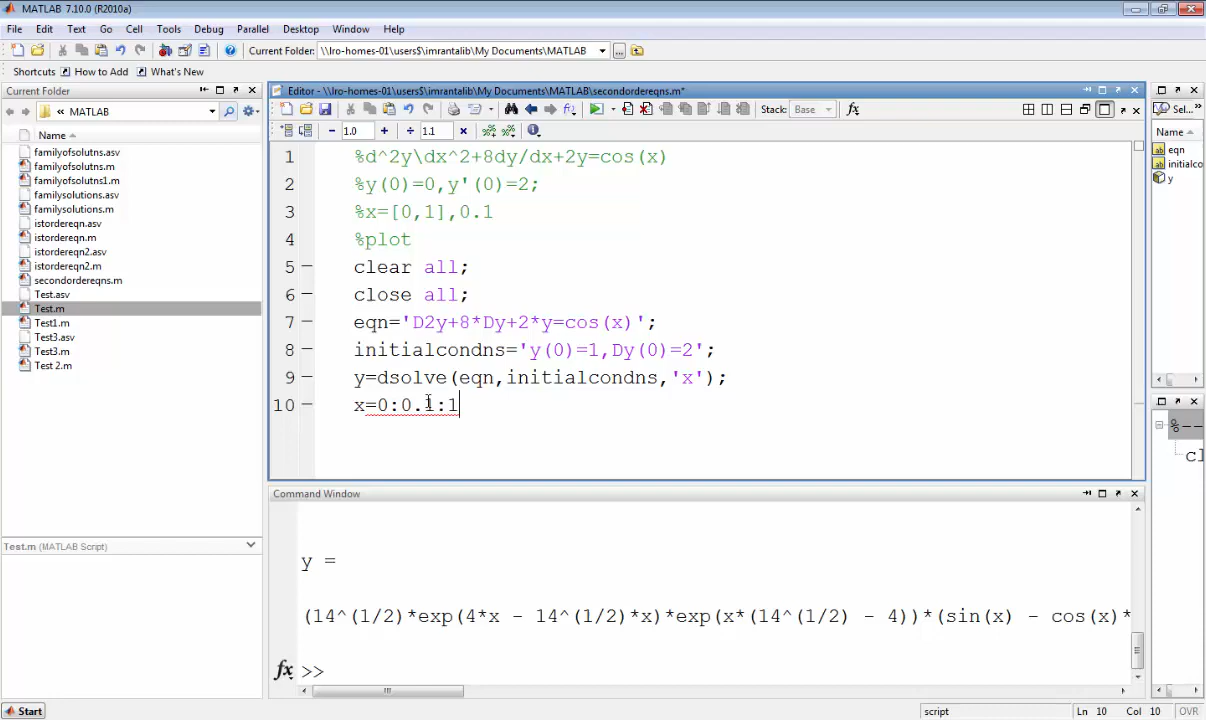 MATLAB 7.10.0 (R2010a)
File Edit Text Go Cell Tools Debug Parallel Desktop Window Help
Current Folder: \\lro-homes-01\users$\imrantalib\My Documents\MATLAB
Shortcuts How to Add What's New
Current Folder
« MATLAB
Name
familyofsolutns.asv
familyofsolutns.m
familyofsolutns1.m
familysolutions.asv
familysolutions.m
istordereqn.asv
istordereqn.m
istordereqn2.asv
istordereqn2.m
secondordereqns.m
Test.asv
Test.m
Test1.m
Test3.asv
Test3.m
Test 2.m
Test.m (MATLAB Script)
Editor - \\lro-homes-01\users$\imrantalib\My Documents\MATLAB\secondordereqns.m*
Stack: Base
− 1.0 + ÷ 1.1 ×
1 %d^2y\dx^2+8dy/dx+2y=cos(x)
2 %y(0)=0,y'(0)=2;
3 %x=[0,1],0.1
4 %plot
5 clear all;
6 close all;
7 eqn='D2y+8*Dy+2*y=cos(x)';
8 initialcondns='y(0)=1,Dy(0)=2';
9 y=dsolve(eqn,initialcondns,'x');
10 x=0:0.1:1
Command Window
y =
(14^(1/2)*exp(4*x - 14^(1/2)*x)*exp(x*(14^(1/2) - 4))*(sin(x) - cos(x)*
fx >>
Sel...
Name
eqn
initialco
y
%--
cl
Start
script Ln 10 Col 10 OVR